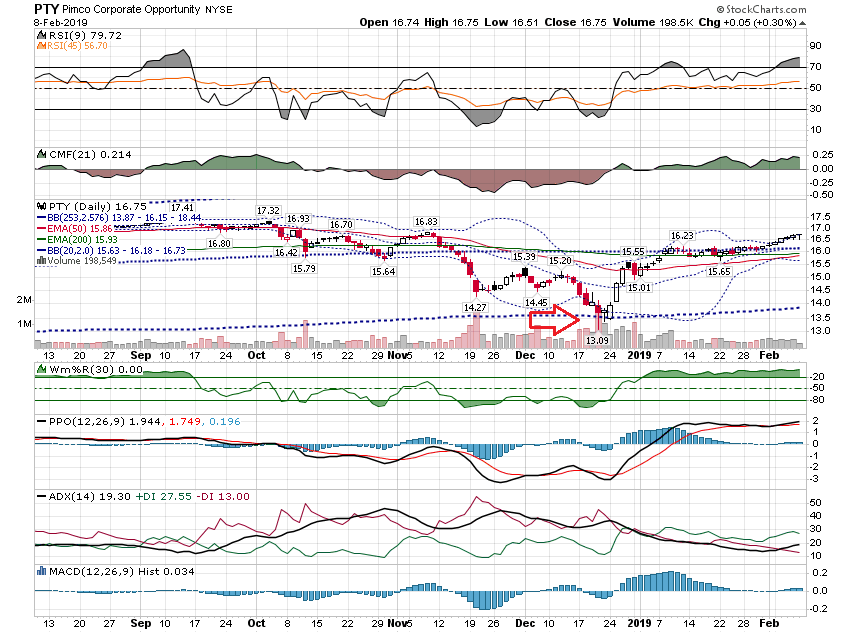 PTY Pimco Corporate Opportunity NYSE © StockCharts.com
8-Feb-2019 Open 16.74 High 16.75 Low 16.51 Close 16.75 Volume 198.5K Chg +0.05 (+0.30%)
RSI(9) 79.72
RSI(45) 56.70
90
70
50
30
10
CMF(21) 0.214
0.25
0.00
-0.25
-0.50
PTY (Daily) 16.75
BB(253,2.576) 13.87 - 16.15 - 18.44
EMA(50) 15.86
EMA(200) 15.93
BB(20,2.0) 15.63 - 16.18 - 16.73
Volume 198,549
17.41
17.32
16.93
16.80
16.70
16.83
16.42
15.79
15.64
15.39
15.20
14.27
14.45
13.09
15.55
15.01
16.23
15.65
17.5
17.0
16.5
16.0
15.5
15.0
14.5
14.0
13.5
13.0
2M
1M
13 20 27 Sep 10 17 24 Oct 8 15 22 29 Nov 5 12 19 26 Dec 10 17 24 2019 7 14 22 28 Feb
Wm%R(30) 0.00
-20
-50
-80
PPO(12,26,9) 1.944, 1.749, 0.196
2
1
0
-1
-2
-3
ADX(14) 19.30 +DI 27.55 -DI 13.00
50
40
30
20
10
MACD(12,26,9) Hist 0.034
0.2
0.0
-0.2
13 20 27 Sep 10 17 24 Oct 8 15 22 29 Nov 5 12 19 26 Dec 10 17 24 2019 7 14 22 28 Feb